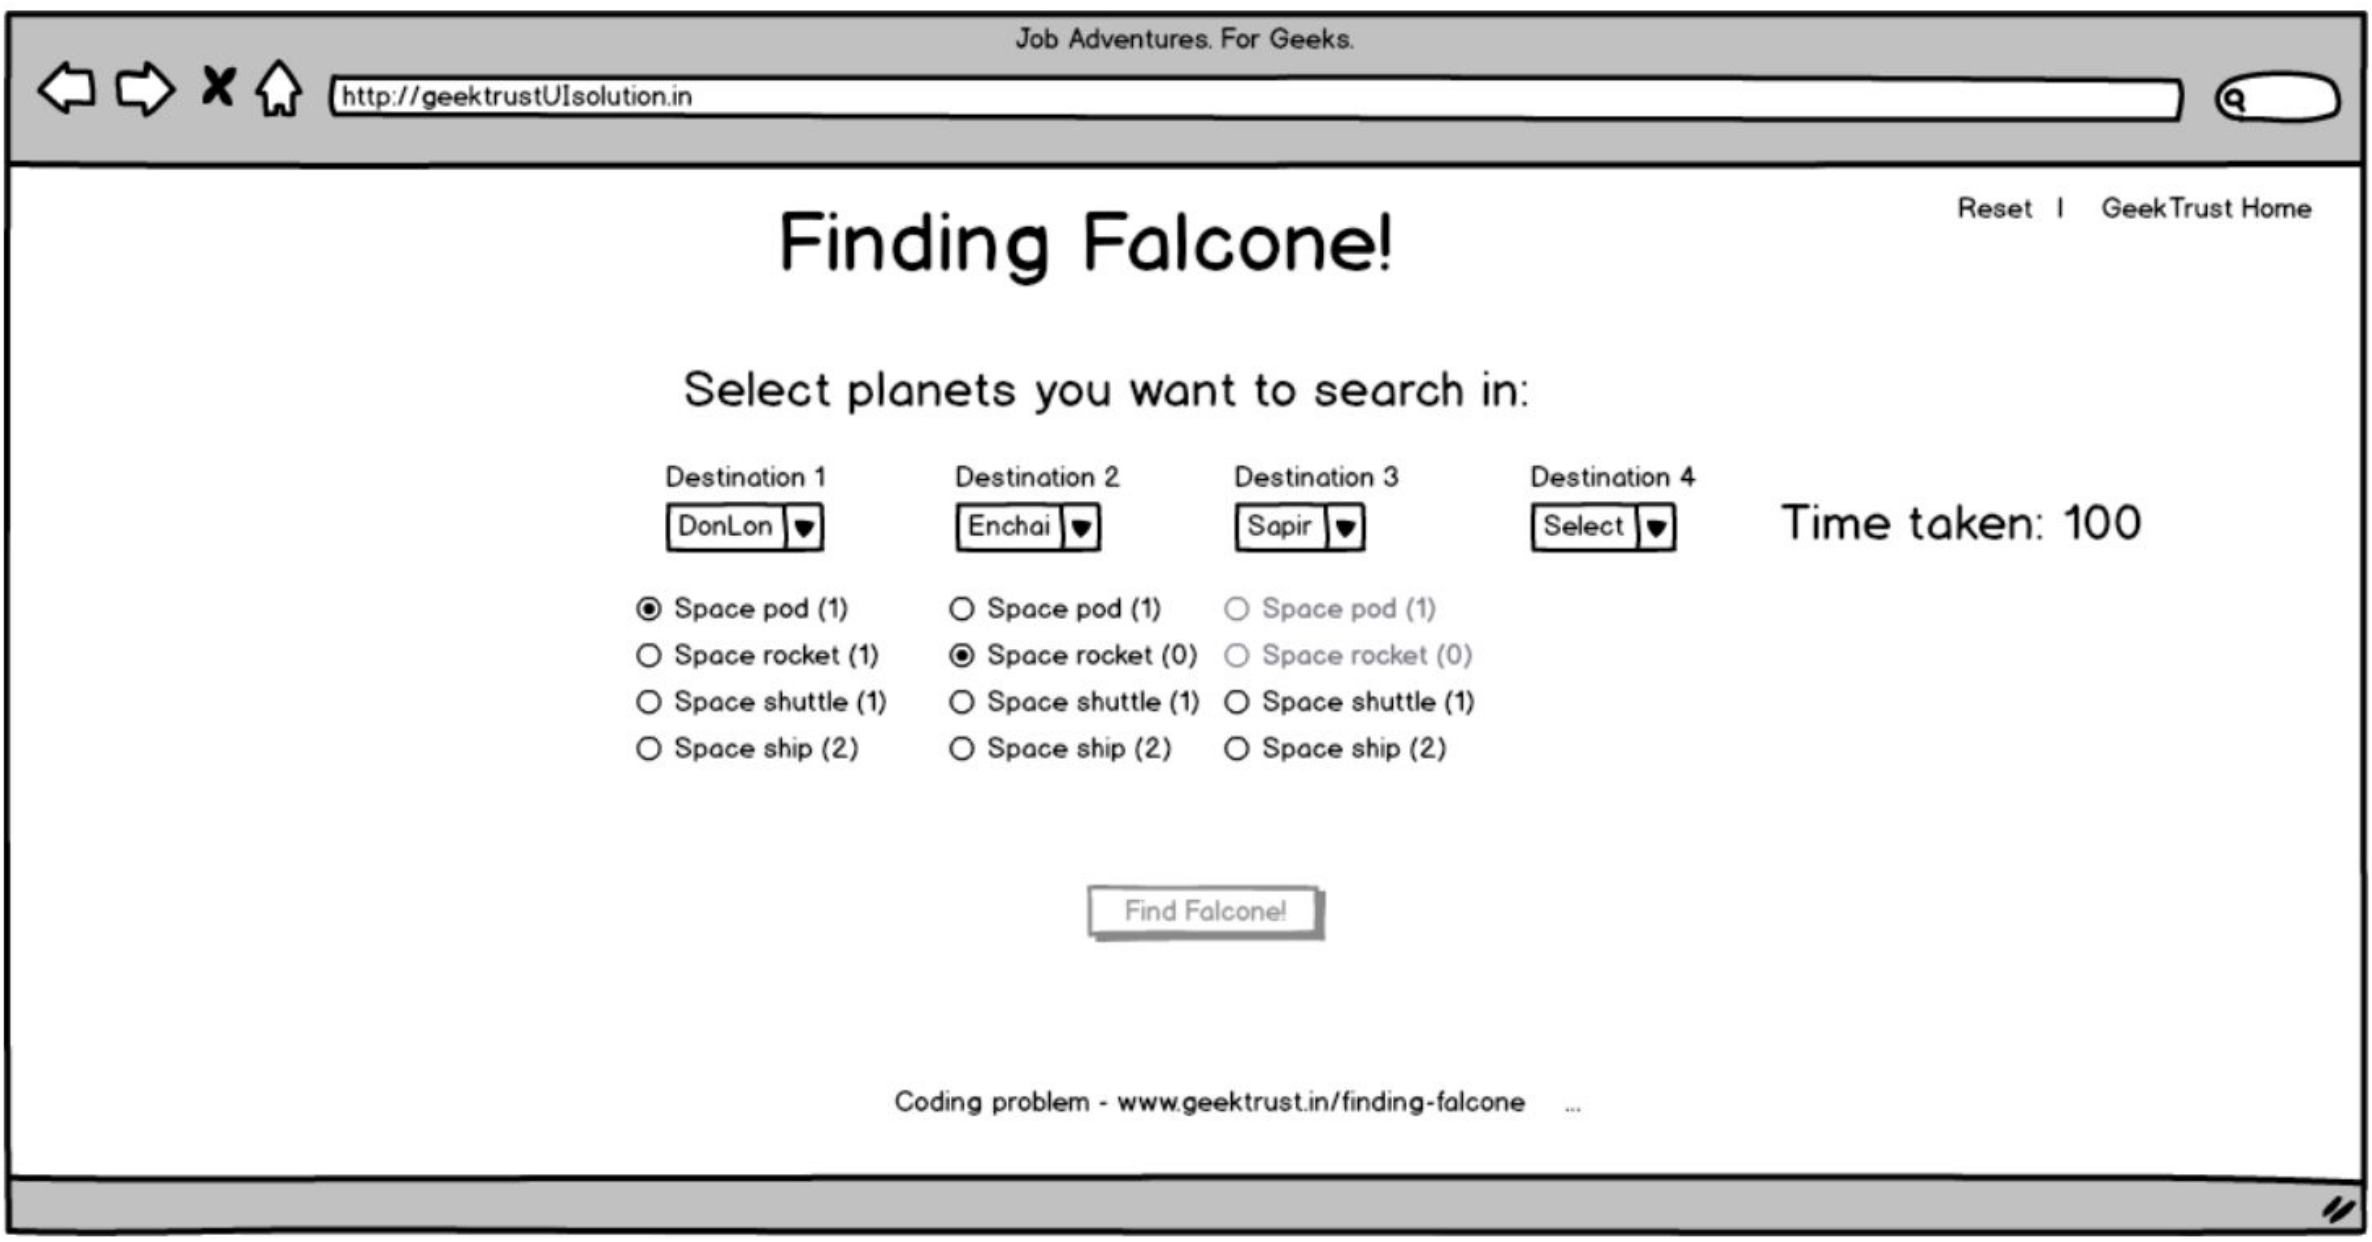 Job Adventures. For Geeks.
http://geektrustUIsolution.in
Reset | GeekTrust Home
Finding Falcone!
Select planets you want to search in:
Destination 1 Destination 2 Destination 3 Destination 4
DonLon Enchai Sapir Select Time taken: 100
Space pod (1) Space pod (1) Space pod (1)
Space rocket (1) Space rocket (0) Space rocket (0)
Space shuttle (1) Space shuttle (1) Space shuttle (1)
Space ship (2) Space ship (2) Space ship (2)
Find Falcone!
Coding problem - www.geektrust.in/finding-falcone ...